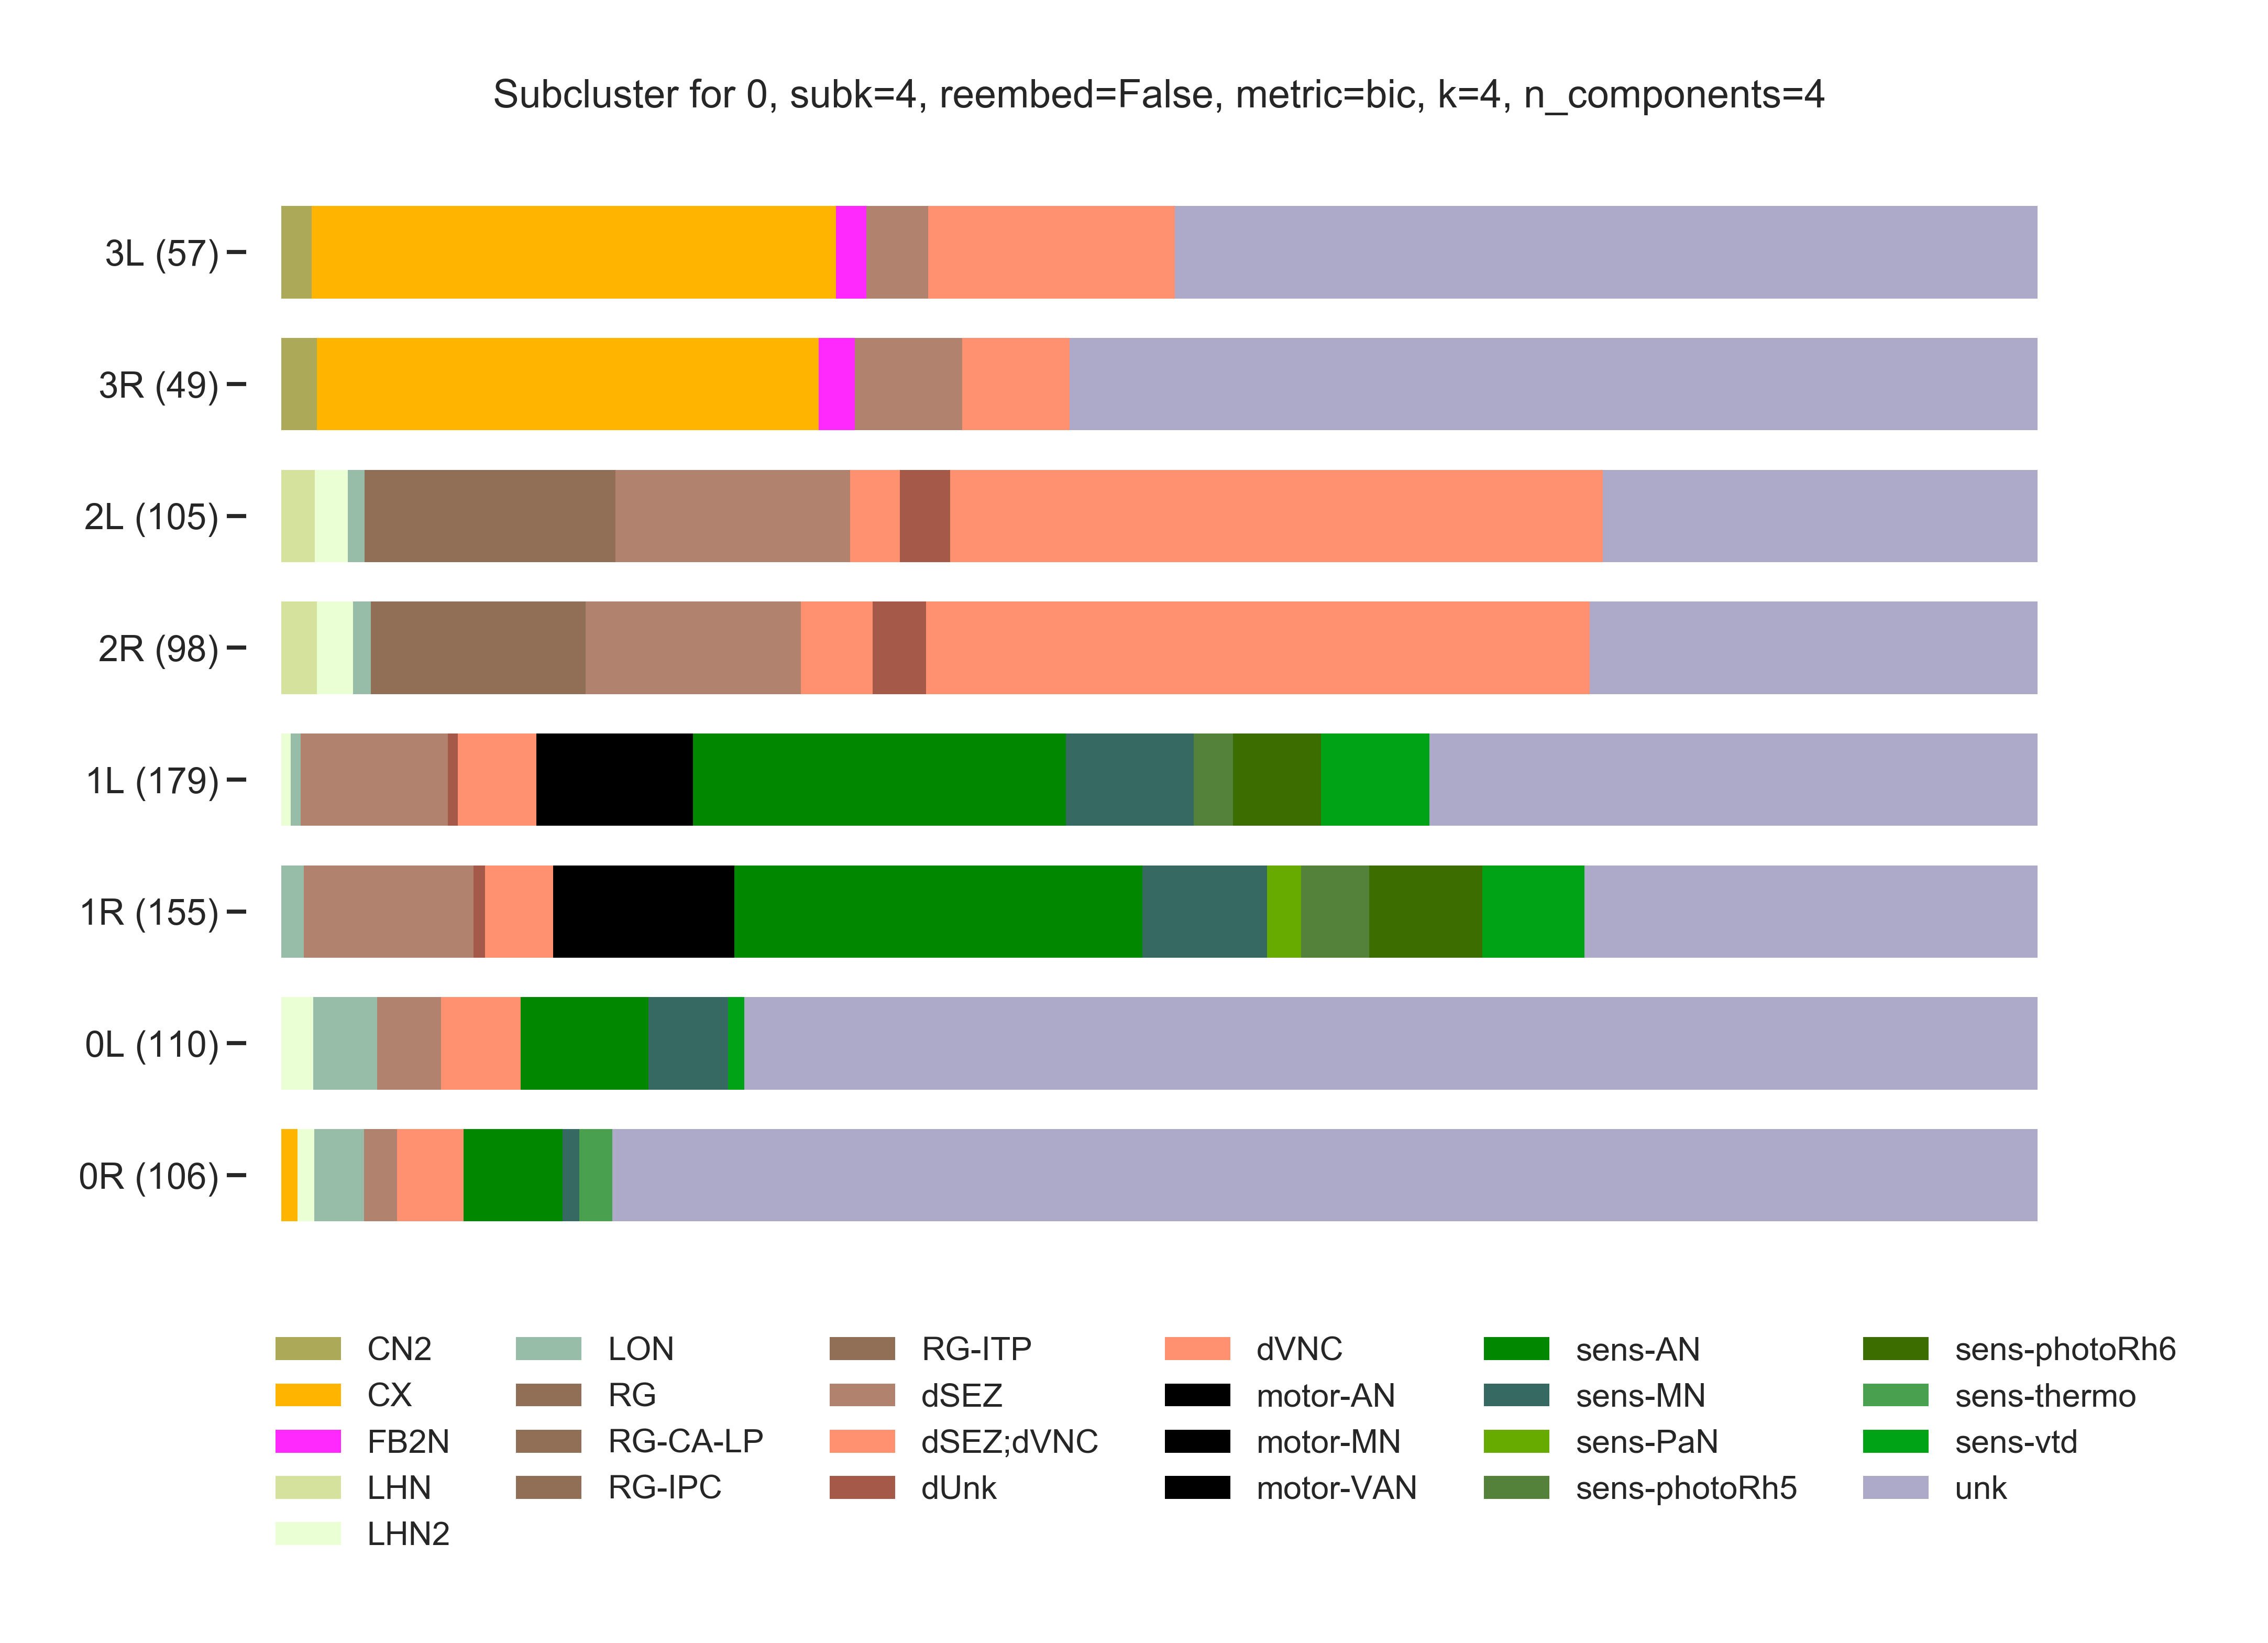 Subcluster for 0, subk=4, reembed=False, metric=bic, k=4, n_components=4
3L (57)
3R (49)
2L (105)
2R (98)
1L (179)
1R (155)
0L (110)
0R (106)
CN2
CX
FB2N
LHN
LHN2
LON
RG
RG-CA-LP
RG-IPC
RG-ITP
dSEZ
dSEZ;dVNC
dUnk
dVNC
motor-AN
motor-MN
motor-VAN
sens-AN
sens-MN
sens-PaN
sens-photoRh5
sens-photoRh6
sens-thermo
sens-vtd
unk